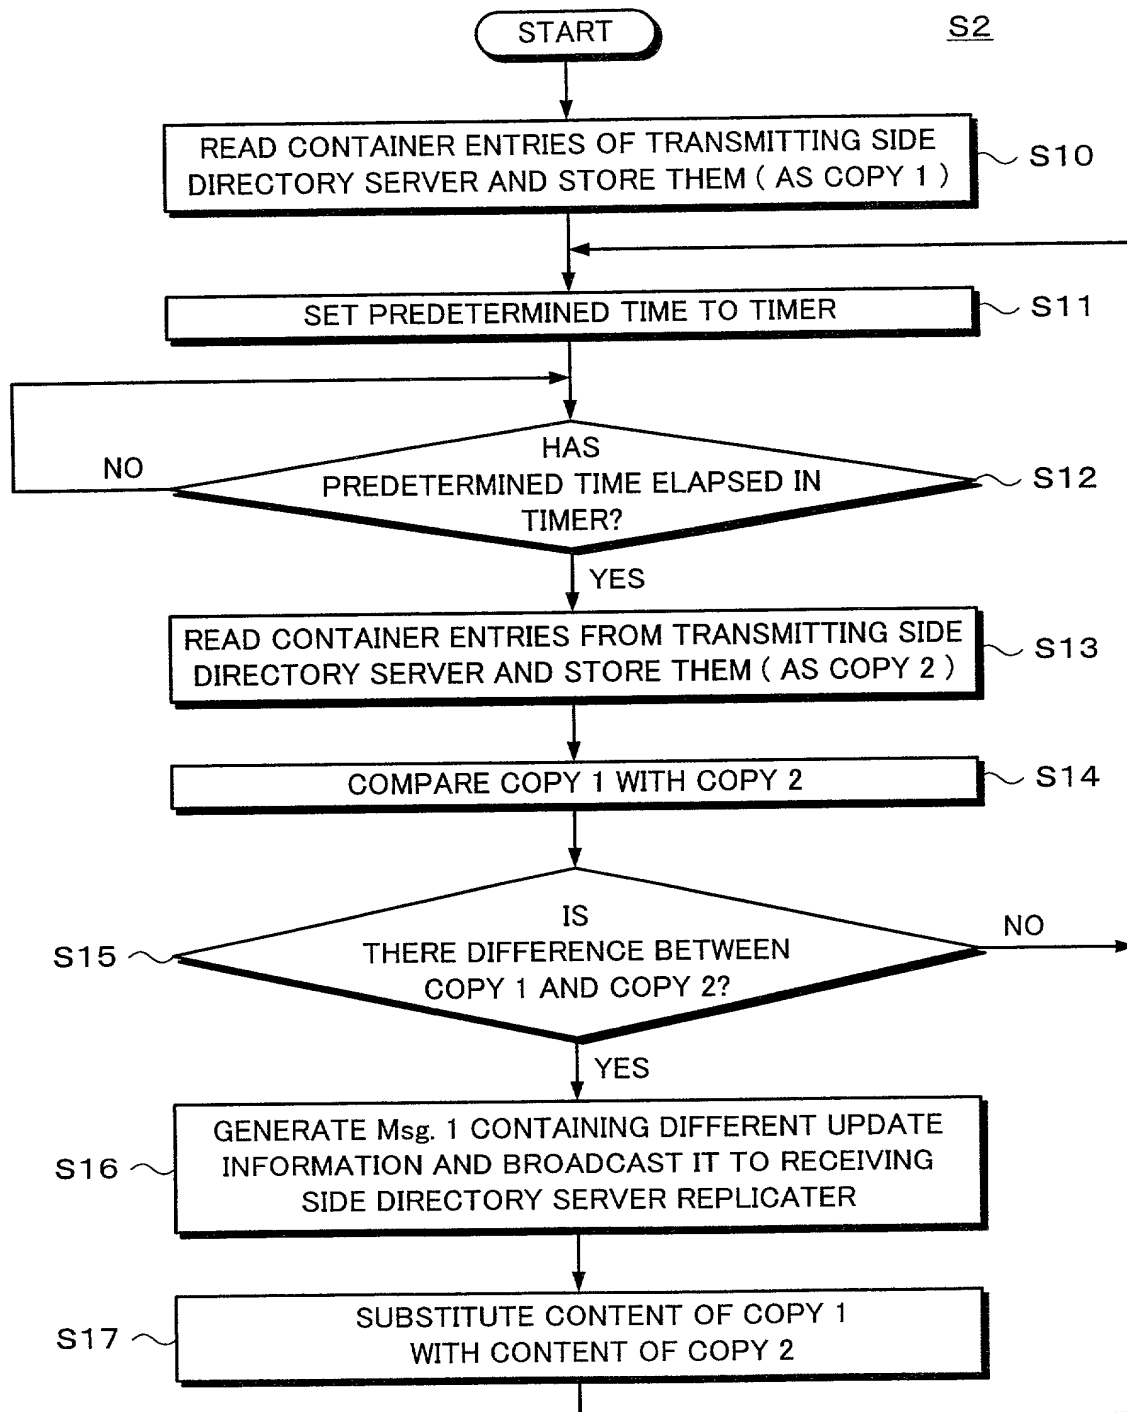 START
S2
READ CONTAINER ENTRIES OF TRANSMITTING SIDE
DIRECTORY SERVER AND STORE THEM ( AS COPY 1 )
S10
SET PREDETERMINED TIME TO TIMER
S11
HAS
PREDETERMINED TIME ELAPSED IN
TIMER?
NO
S12
YES
READ CONTAINER ENTRIES FROM TRANSMITTING SIDE
DIRECTORY SERVER AND STORE THEM ( AS COPY 2 )
S13
COMPARE COPY 1 WITH COPY 2
S14
IS
THERE DIFFERENCE BETWEEN
COPY 1 AND COPY 2?
S15
NO
YES
GENERATE Msg. 1 CONTAINING DIFFERENT UPDATE
INFORMATION AND BROADCAST IT TO RECEIVING
SIDE DIRECTORY SERVER REPLICATER
S16
SUBSTITUTE CONTENT OF COPY 1
WITH CONTENT OF COPY 2
S17